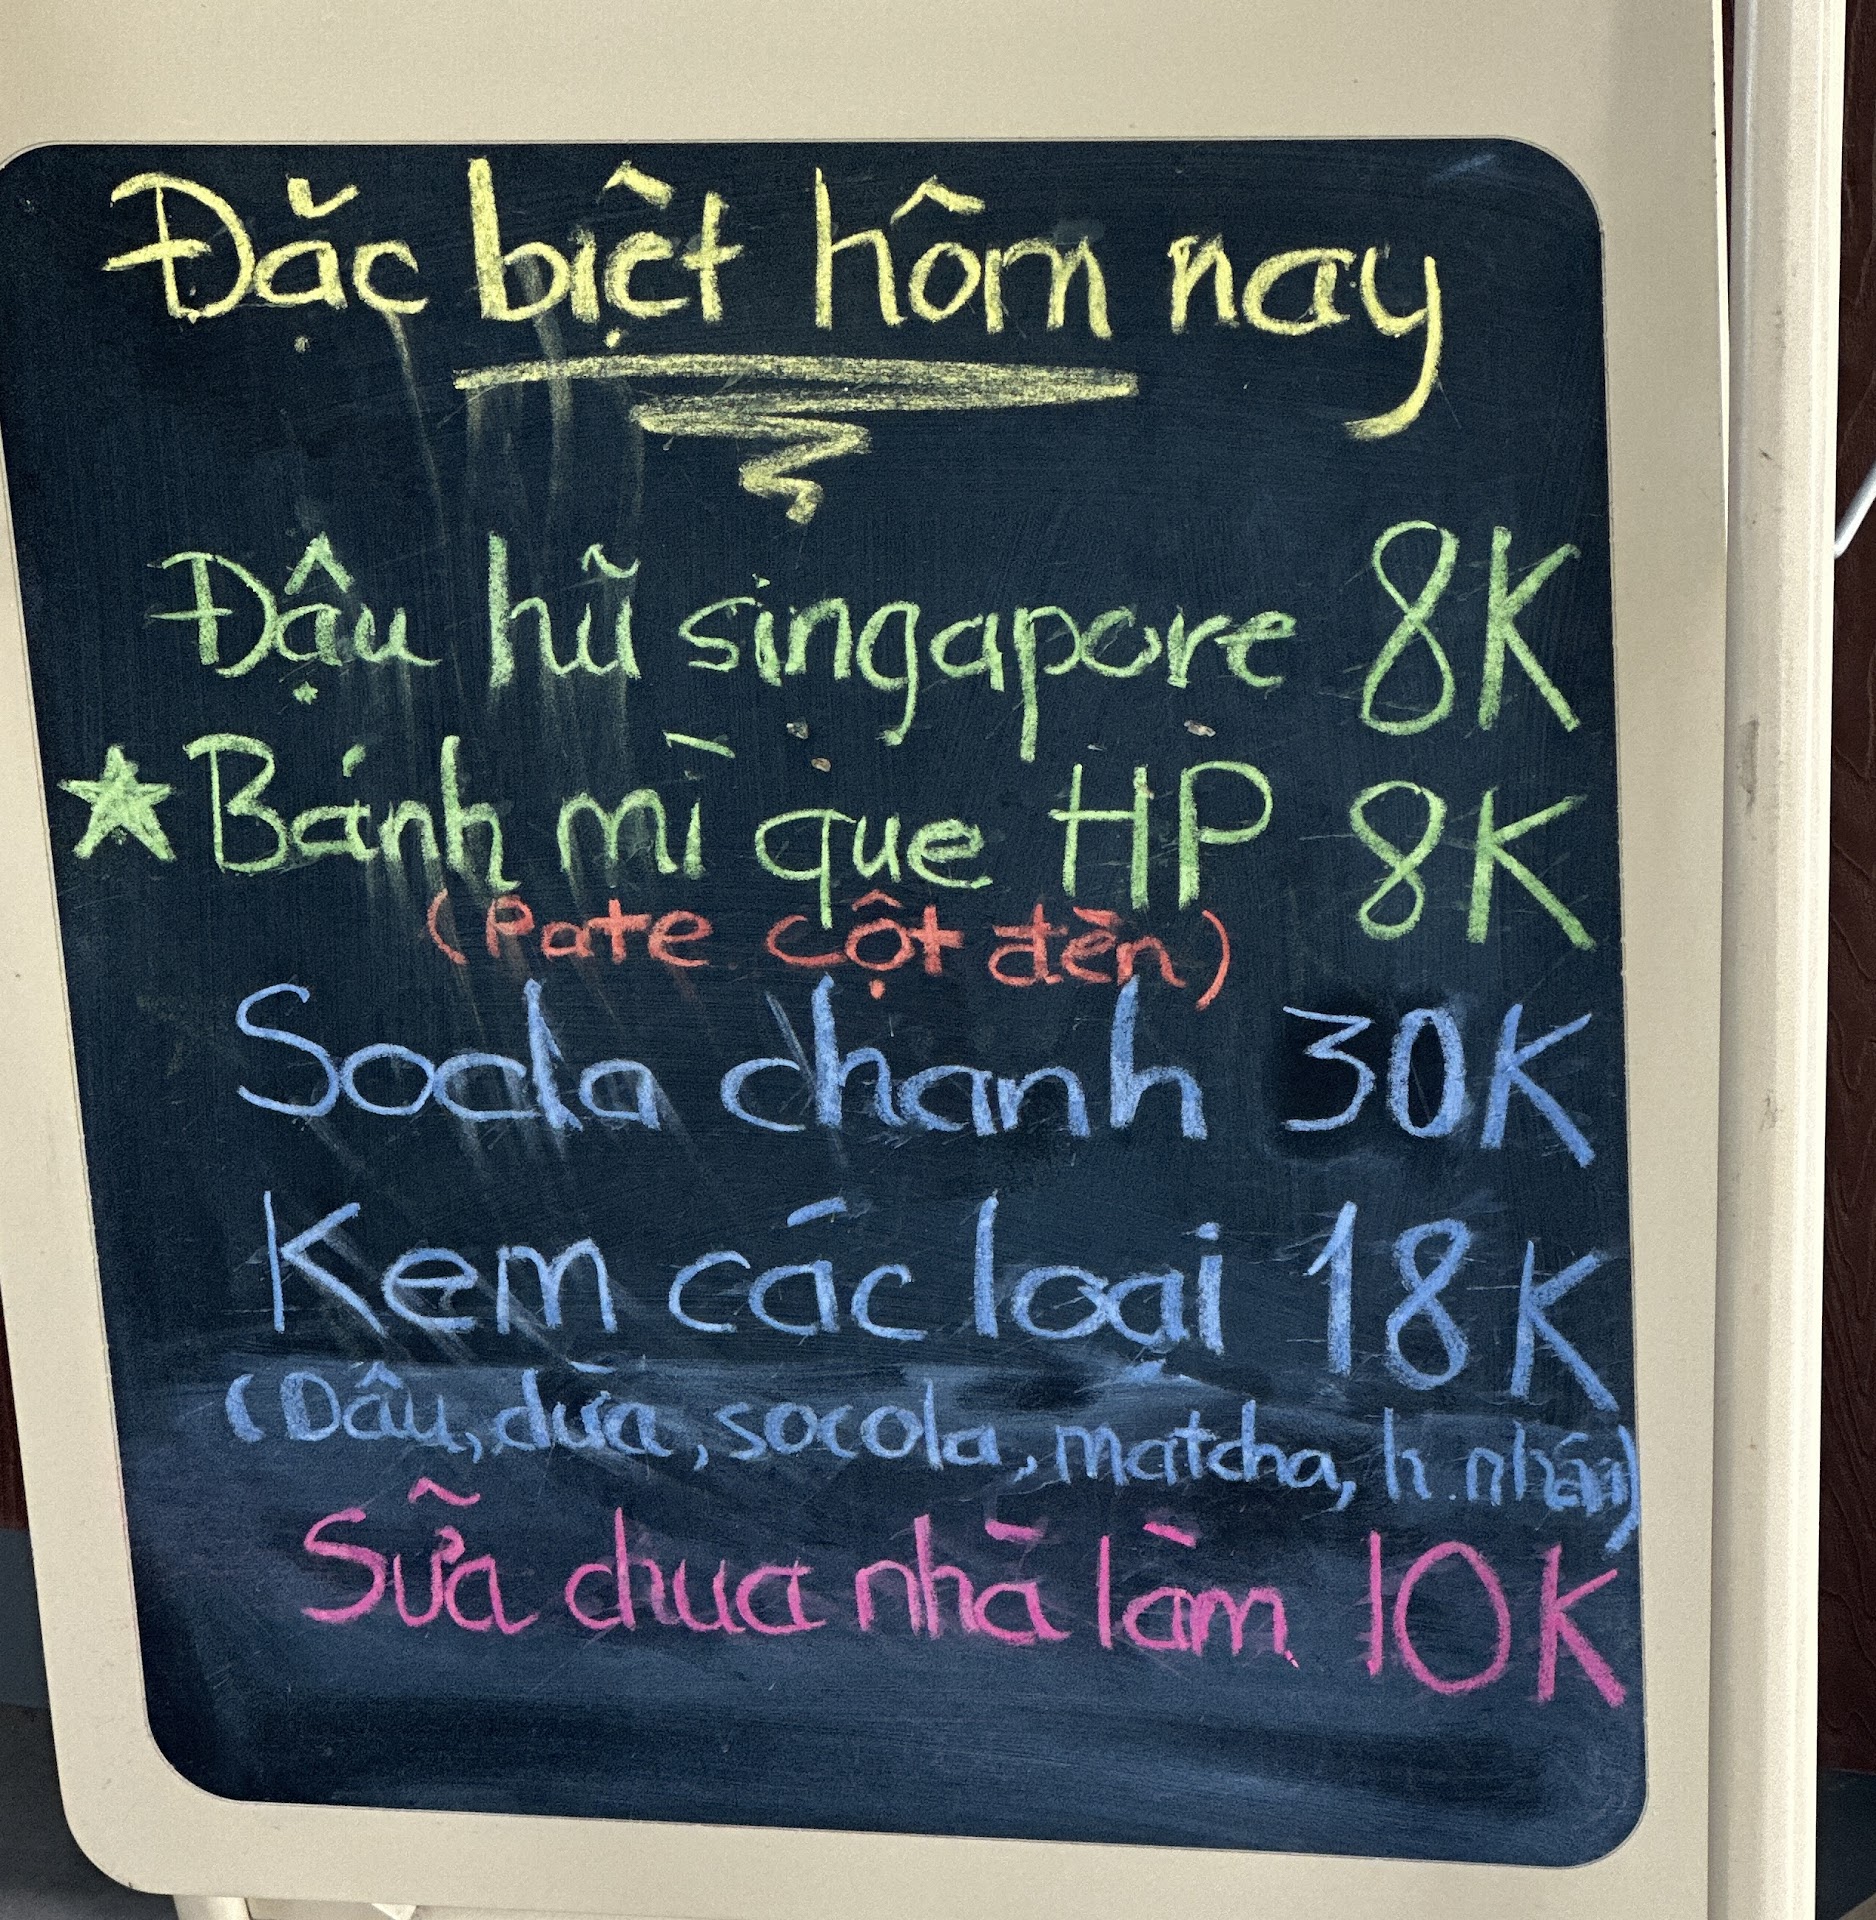 Đặc biệt hôm nay
Đậu hũ singapore 8K
★ Bánh mì que HP 8K
(Pate cột đèn)
Soda chanh 30K
Kem các loại 18K
(Dâu, dừa, socola, matcha, h. nhân)
Sữa chua nhà làm 10K